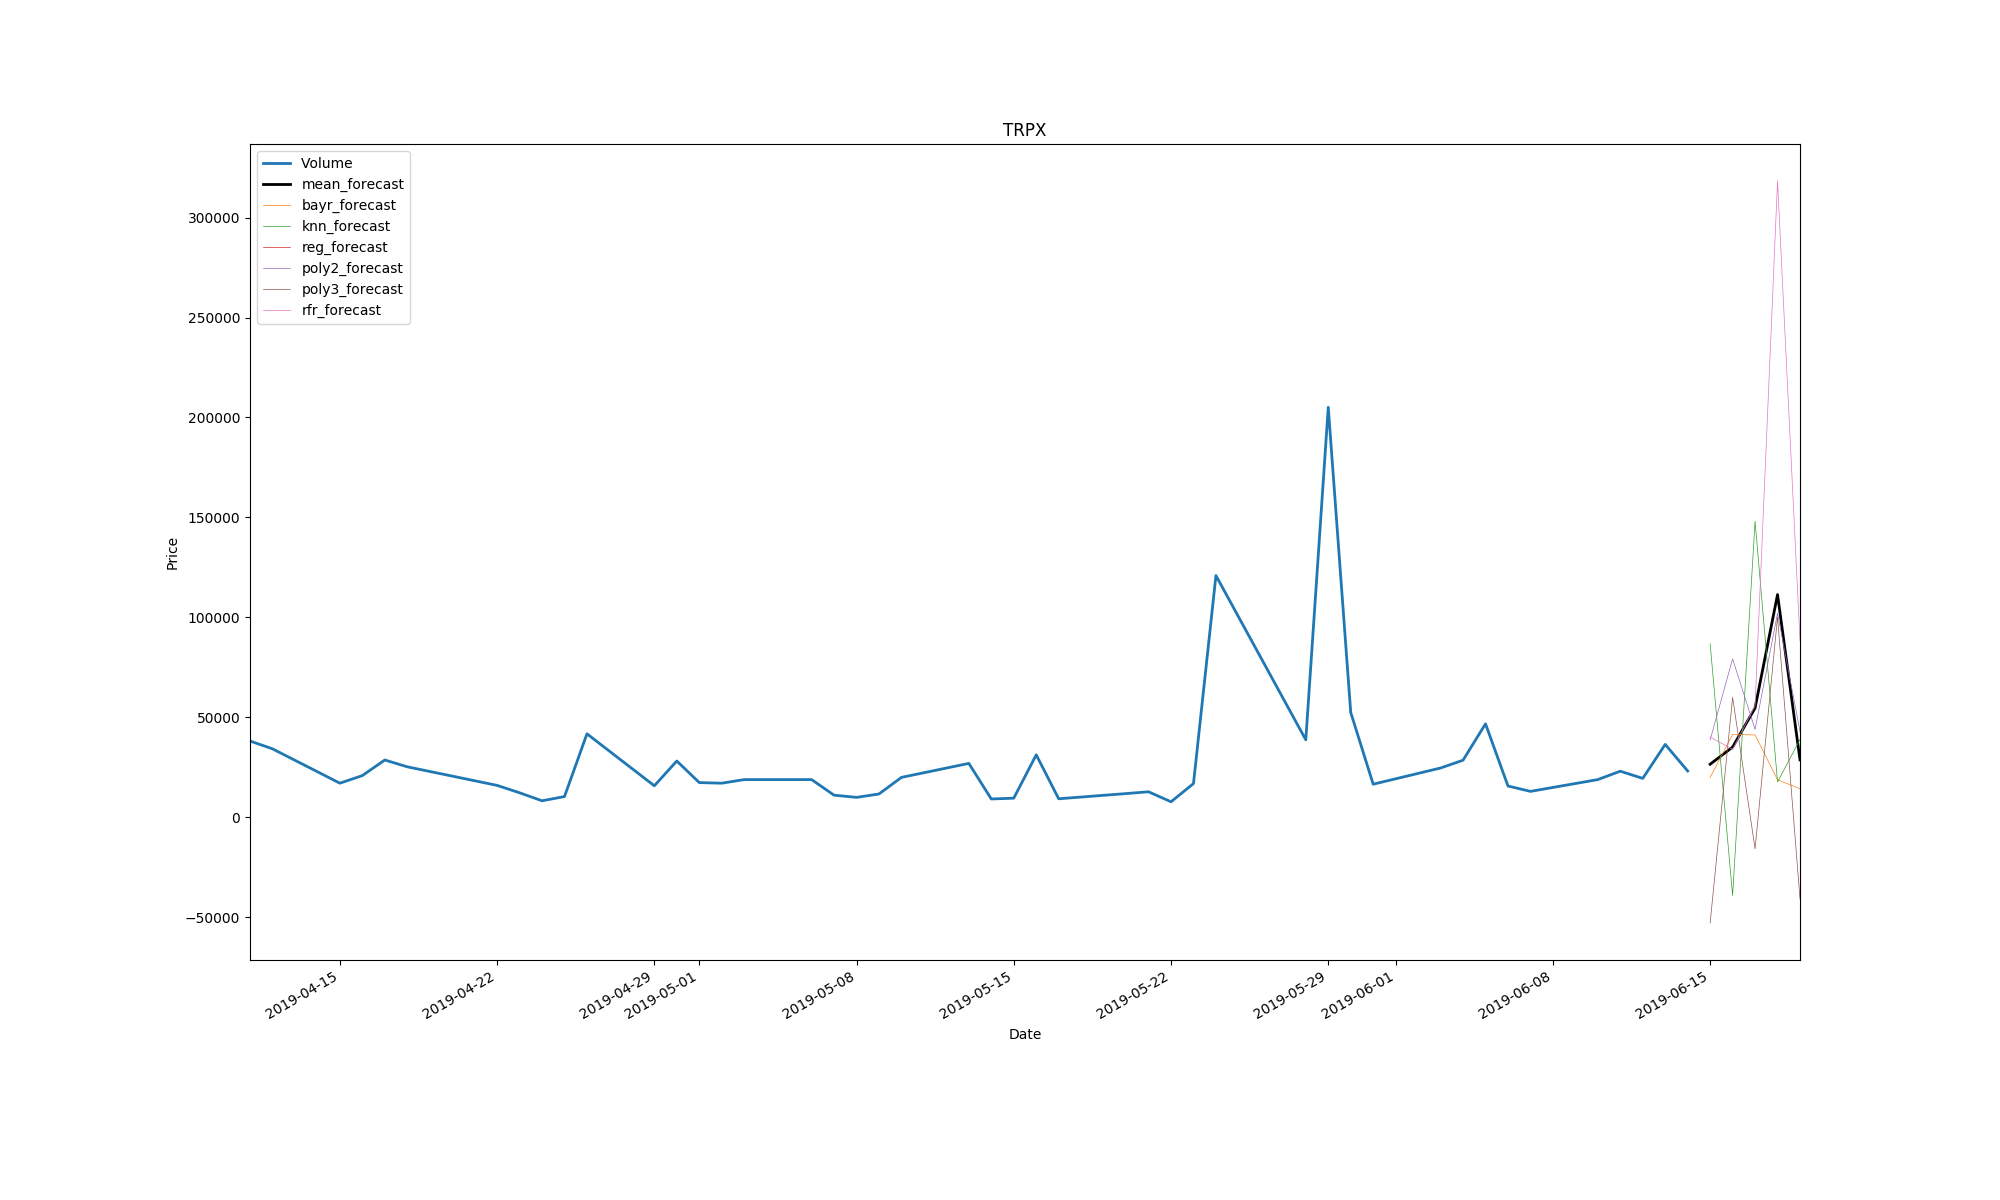 TRPX
Volume
mean_forecast
bayr_forecast
knn_forecast
reg_forecast
poly2_forecast
poly3_forecast
rfr_forecast
300000
250000
200000
150000
100000
50000
0
−50000
Price
2019-04-15
2019-04-22
2019-04-29
2019-05-01
2019-05-08
2019-05-15
2019-05-22
2019-05-29
2019-06-01
2019-06-08
2019-06-15
Date